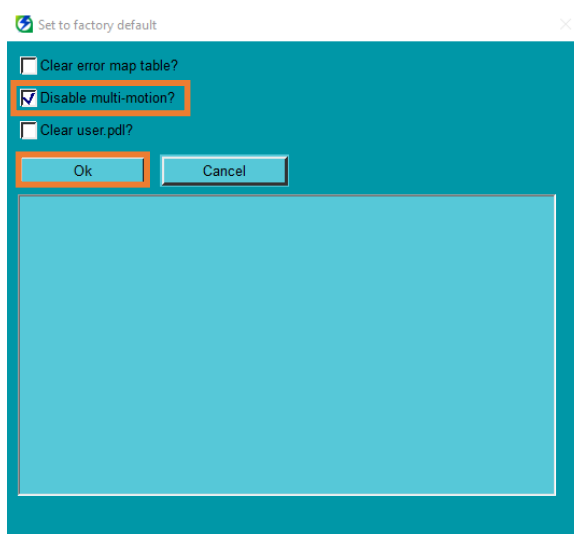 Set to factory default
Clear error map table?
Disable multi-motion?
Clear user.pdl?
Ok Cancel